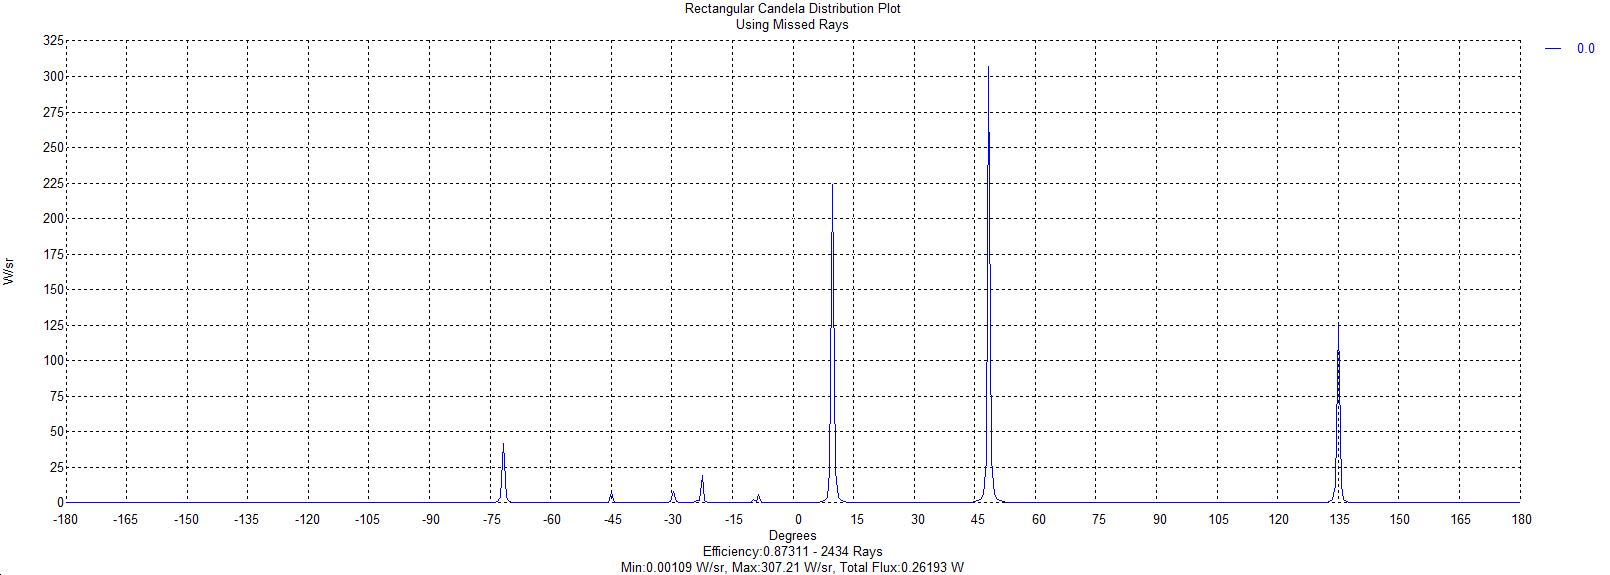 Rectangular Candela Distribution Plot
Using Missed Rays
325
300
275
250
225
200
175
150
125
100
75
50
25
0
W/sr
0.0
-180 -165 -150 -135 -120 -105 -90 -75 -60 -45 -30 -15 0 15 30 45 60 75 90 105 120 135 150 165 180
Degrees
Efficiency:0.87311 - 2434 Rays
Min:0.00109 W/sr, Max:307.21 W/sr, Total Flux:0.26193 W